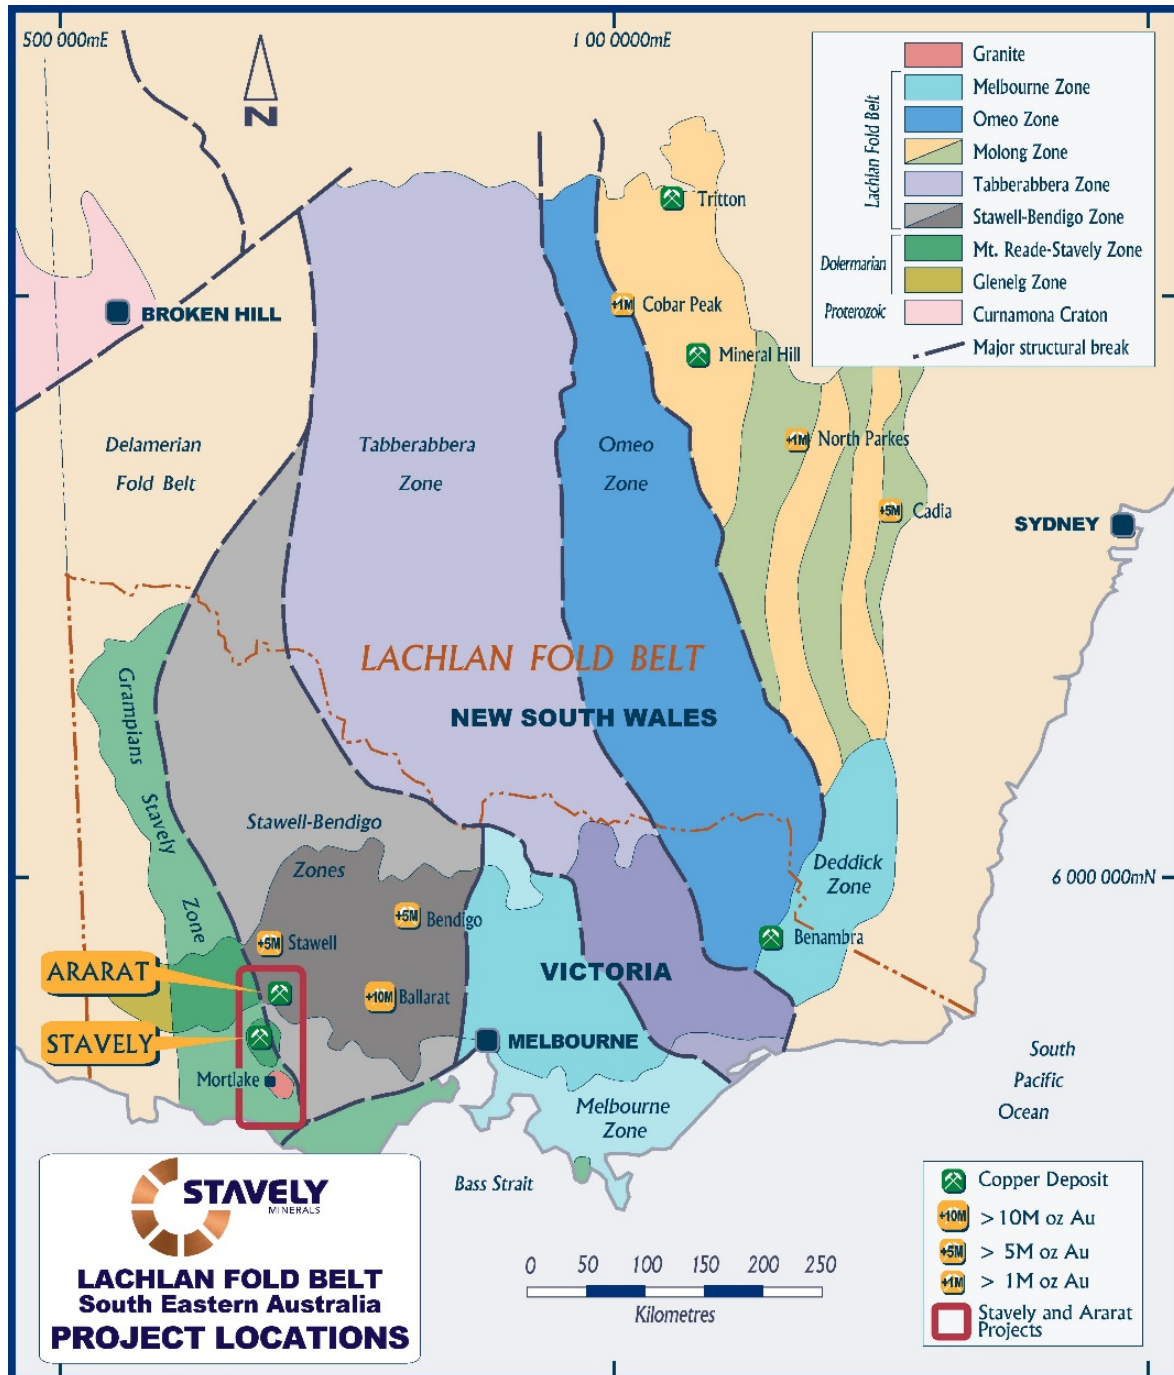 500 000mE
1 00 0000mE
N
Granite
Melbourne Zone
Omeo Zone
Molong Zone
Tabberabbera Zone
Stawell-Bendigo Zone
Mt. Reade-Stavely Zone
Glenelg Zone
Curnamona Craton
Major structural break
Lachlan Fold Belt
Dolermarian
Proterozoic
Tritton
+1M
Cobar Peak
BROKEN HILL
Mineral Hill
Delamerian
Fold Belt
Tabberabbera
Zone
Omeo
Zone
+1M
North Parkes
+5M
Cadia
SYDNEY
LACHLAN FOLD BELT
NEW SOUTH WALES
Grampians
Stavely
Zone
Stawell-Bendigo
Zones
Deddick
Zone
6 000 000mN
+5M
Bendigo
+5M
Stawell
Benambra
ARARAT
VICTORIA
+10M
Ballarat
STAVELY
MELBOURNE
Mortlake
Melbourne
Zone
South
Pacific
Ocean
Bass Strait
STAVELY
MINERALS
LACHLAN FOLD BELT
South Eastern Australia
PROJECT LOCATIONS
0 50 100 150 200 250
Kilometres
Copper Deposit
+10M > 10M oz Au
+5M > 5M oz Au
+1M > 1M oz Au
Stavely and Ararat
Projects